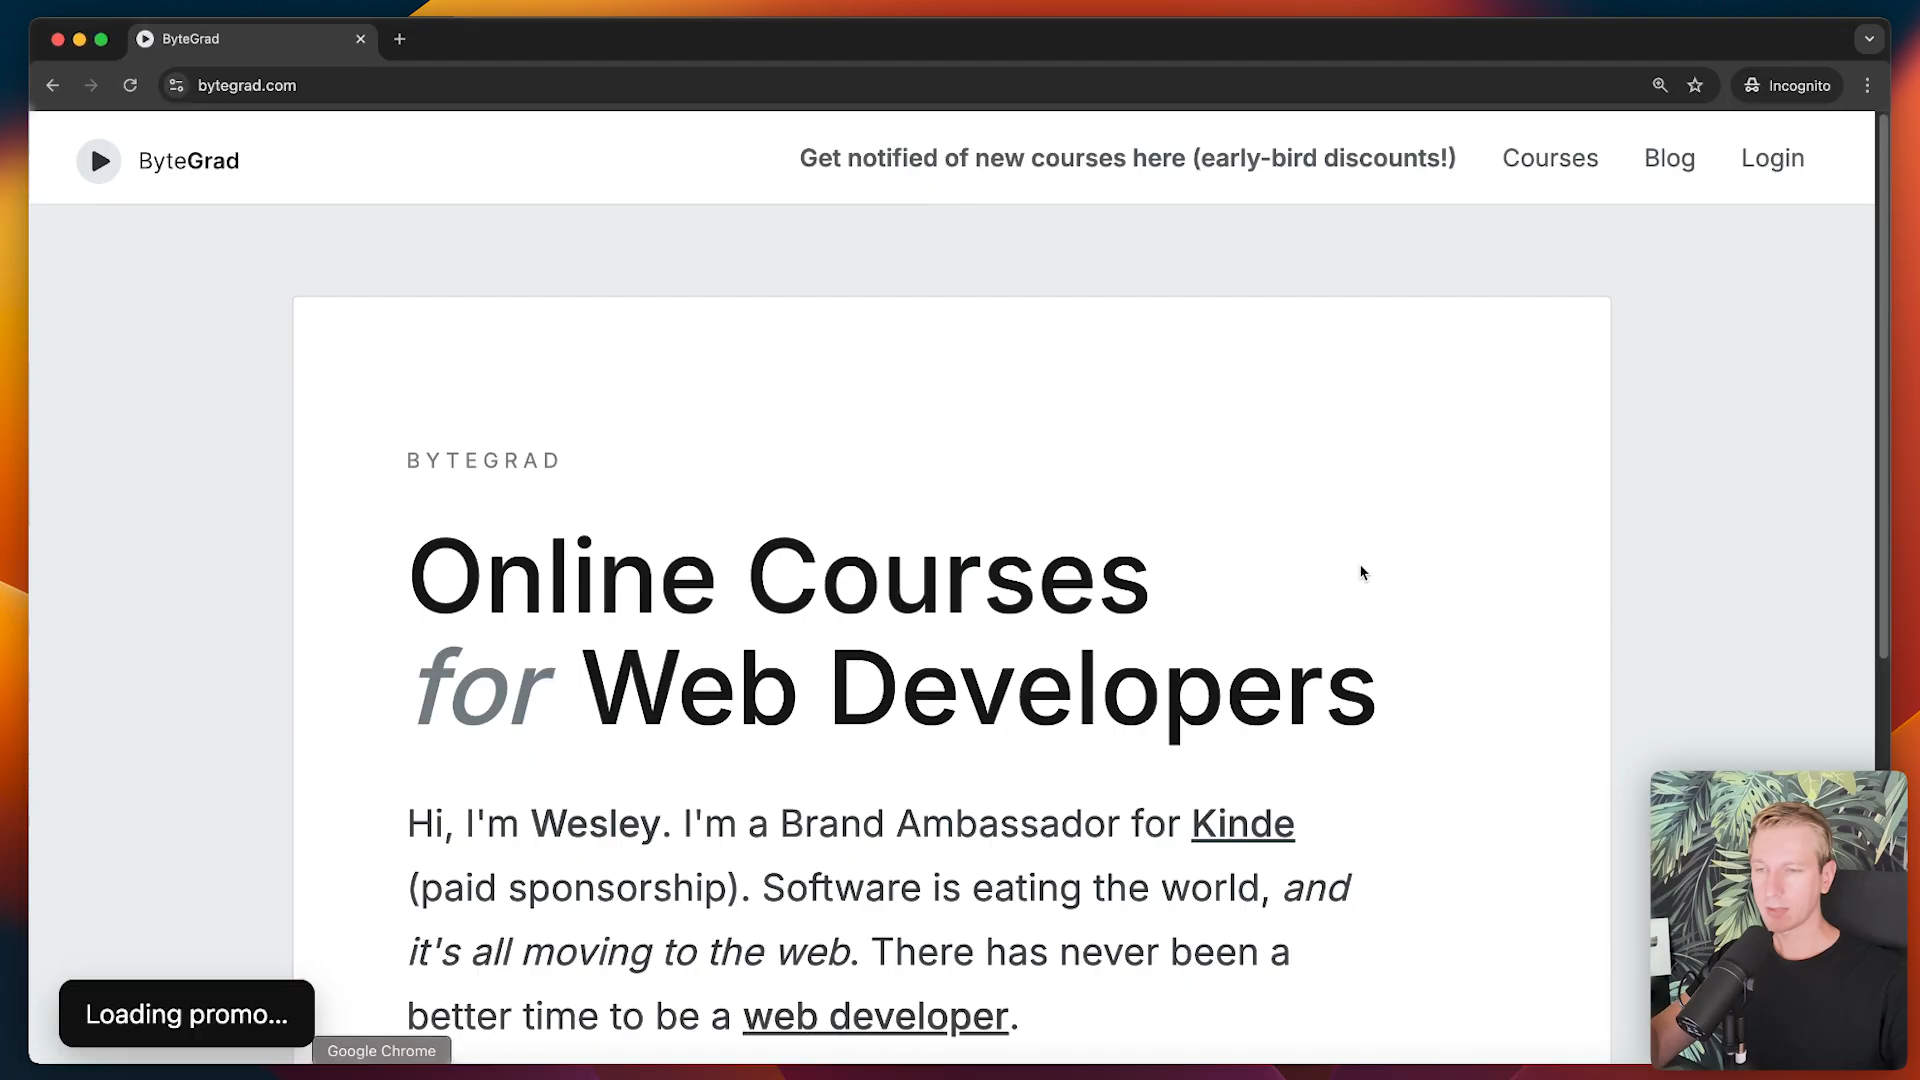 ByteGrad
bytegrad.com
Incognito
ByteGrad
Get notified of new courses here (early-bird discounts!)
Courses
Blog
Login
BYTEGRAD
Online Courses
for Web Developers
Hi, I'm Wesley. I'm a Brand Ambassador for Kinde
(paid sponsorship). Software is eating the world, and
it's all moving to the web. There has never been a
better time to be a web developer.
Loading promo...
Google Chrome